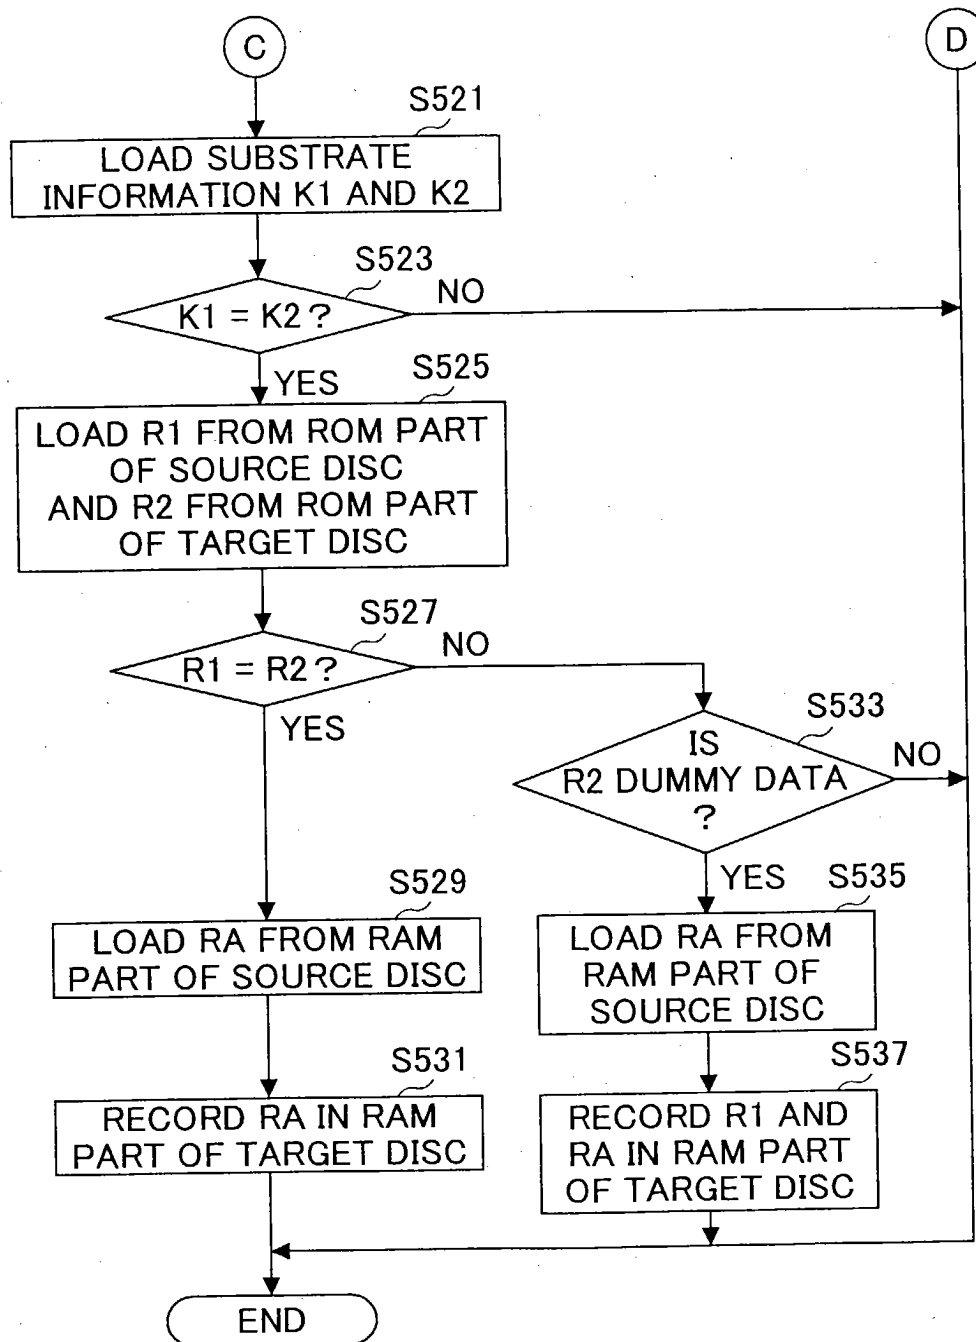 C
D
S521
LOAD SUBSTRATE
INFORMATION K1 AND K2
S523
K1 = K2?
NO
YES
S525
LOAD R1 FROM ROM PART
OF SOURCE DISC
AND R2 FROM ROM PART
OF TARGET DISC
S527
R1 = R2?
NO
YES
S533
IS
R2 DUMMY DATA
?
NO
YES
S529
LOAD RA FROM RAM
PART OF SOURCE DISC
S535
LOAD RA FROM
RAM PART OF
SOURCE DISC
S531
RECORD RA IN RAM
PART OF TARGET DISC
S537
RECORD R1 AND
RA IN RAM PART
OF TARGET DISC
END